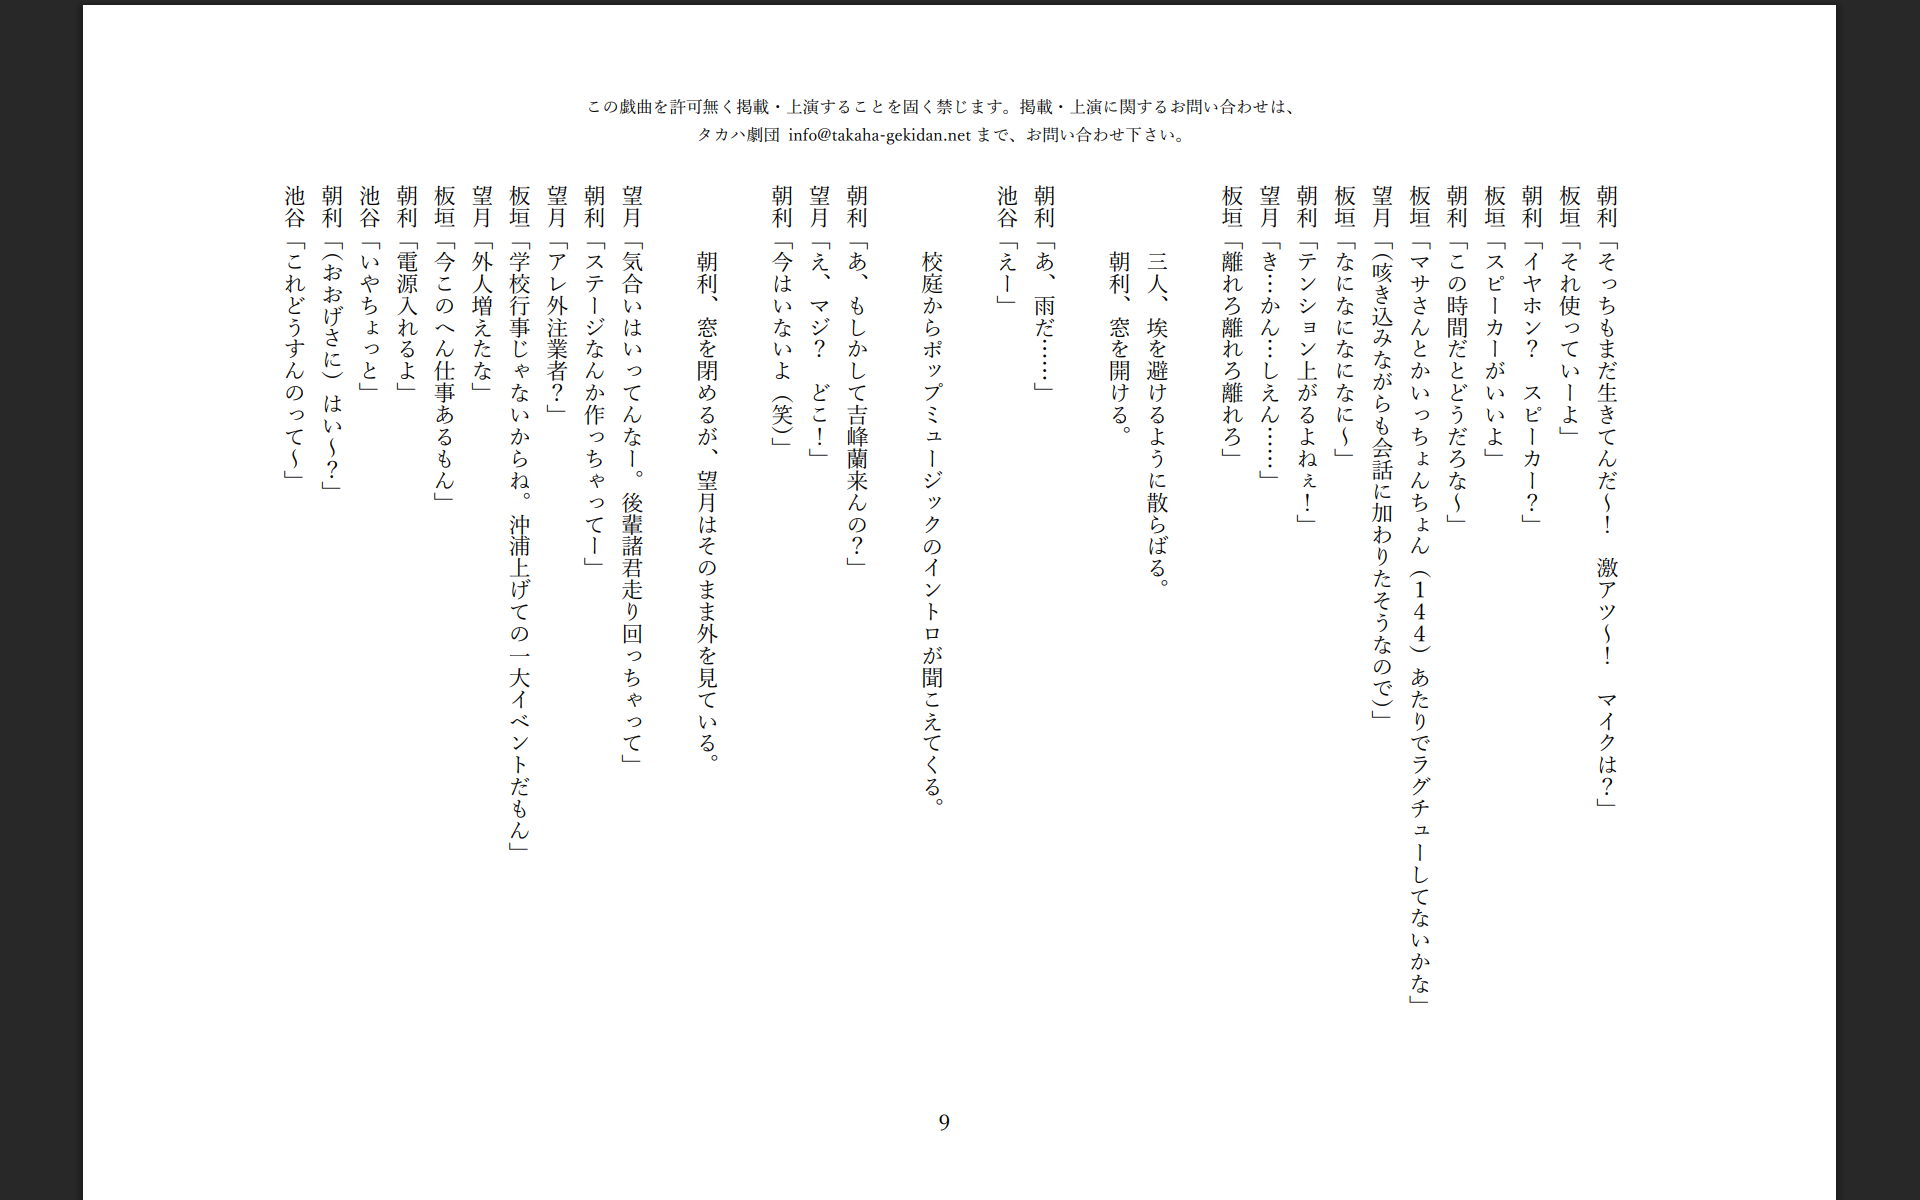 この戯曲を許可無く掲載・上演することを固く禁じます。掲載・上演に関するお問い合わせは、
タカハ劇団 info@takaha-gekidan.net まで、お問い合わせ下さい。
朝利「そっちもまだ生きてんだ～！　激アツ～！　マイクは？」
板垣「それ使っていーよ」
朝利「イヤホン？　スピーカー？」
板垣「スピーカーがいいよ」
朝利「この時間だとどうだろな～」
板垣「マサさんとかいっちょんちょん（１４４）あたりでラグチューしてないかな」
望月「（咳き込みながらも会話に加わりたそうなので）」
板垣「なになになになになに～」
朝利「テンション上がるよねぇ！」
望月「き…かん…しえん……」
板垣「離れろ離れろ離れろ」
三人、埃を避けるように散らばる。
朝利、窓を開ける。
朝利「あ、雨だ……」
池谷「えー」
校庭からポップミュージックのイントロが聞こえてくる。
朝利「あ、もしかして吉峰蘭来んの？」
望月「え、マジ？　どこ！」
朝利「今はいないよ（笑）」
朝利、窓を閉めるが、望月はそのまま外を見ている。
望月「気合いはいってんなー。後輩諸君走り回っちゃって」
朝利「ステージなんか作っちゃってー」
望月「アレ外注業者？」
板垣「学校行事じゃないからね。沖浦上げての一大イベントだもん」
望月「外人増えたな」
板垣「今このへん仕事あるもん」
朝利「電源入れるよ」
池谷「いやちょっと」
朝利「（おおげさに）はい～？」
池谷「これどうすんのって～」
9